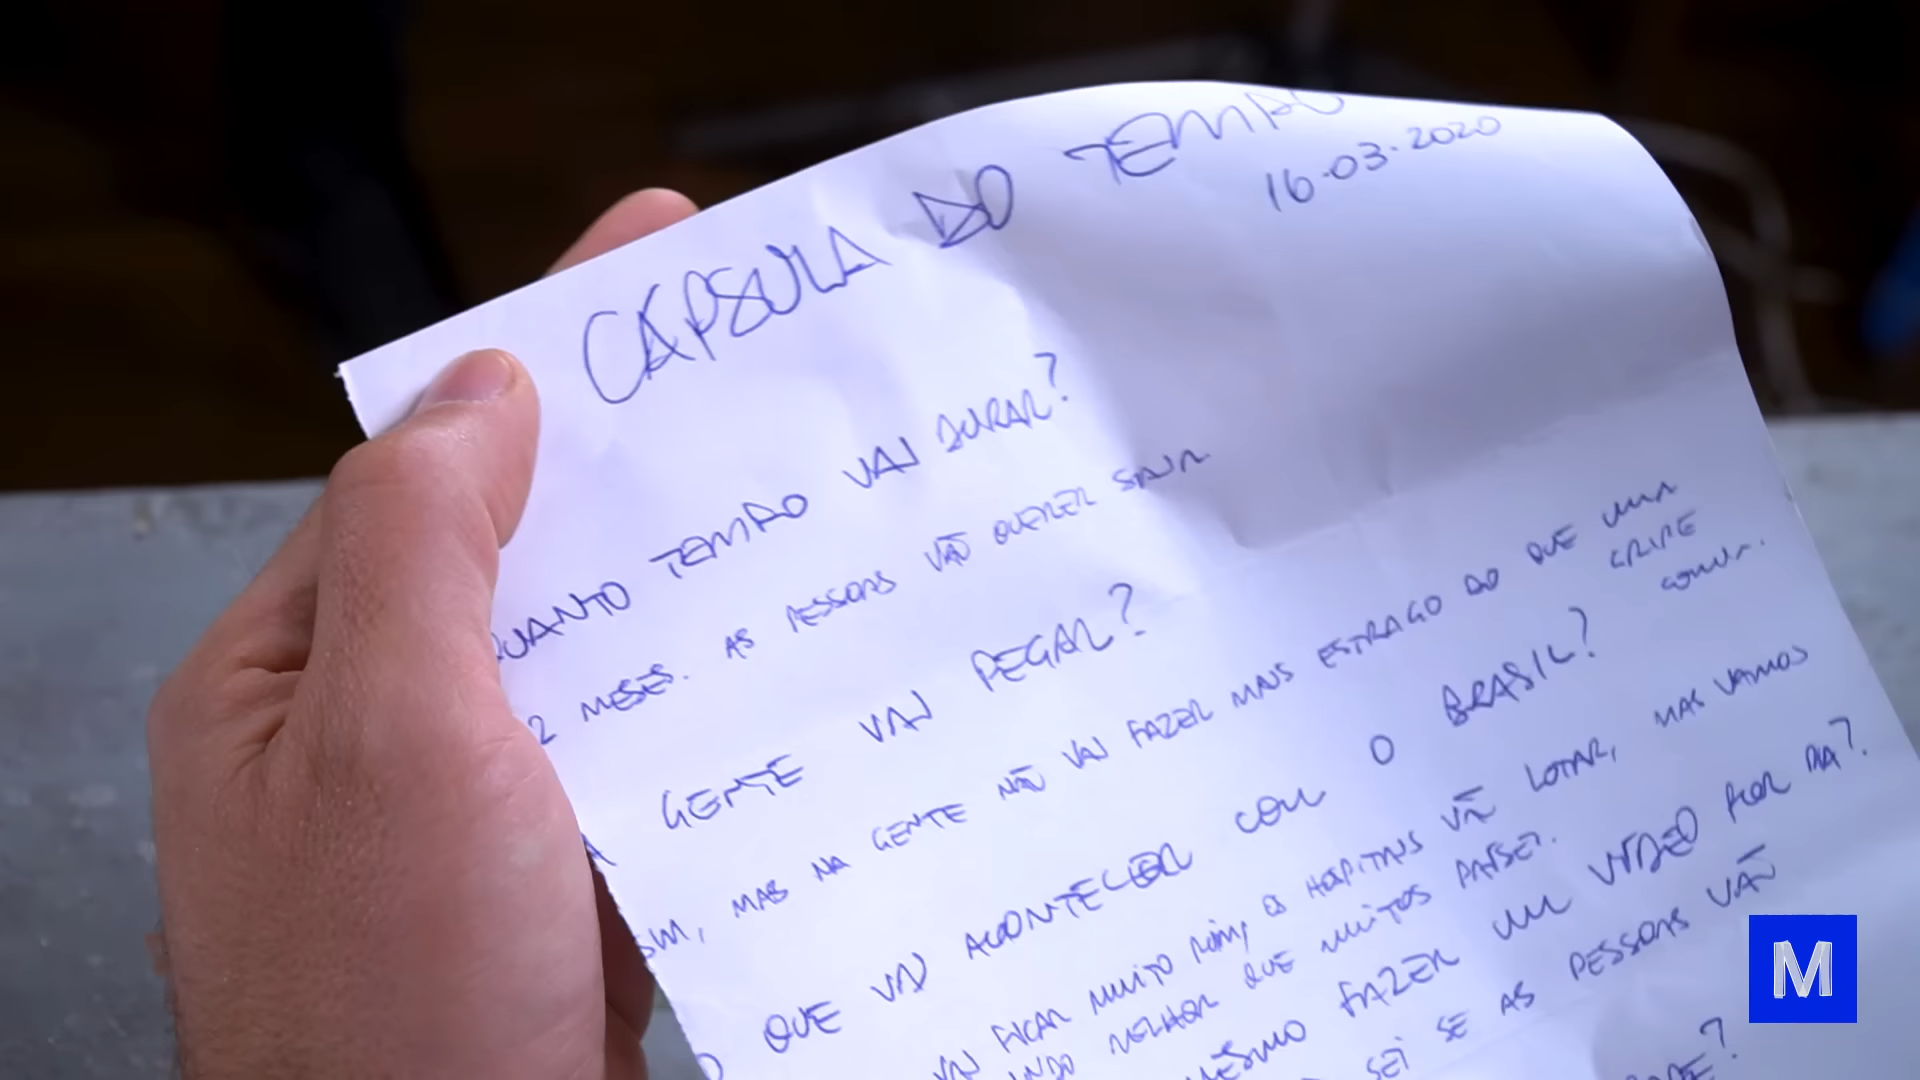 CÁPSULA DO TEMPO
16.03.2020
QUANTO TEMPO VAI DURAR?
2 MESES. AS PESSOAS VÃO QUERER SAIR
A GENTE VAI PEGAR?
SIM, MAS NA GENTE NÃO VAI FAZER MAIS ESTRAGO DO QUE UMA
GRIPE
COMUM.
O QUE VAI ACONTECER COM O BRASIL?
VAI FICAR MUITO RUIM, OS HOSPITAIS VÃO LOTAR, MAS VAMOS
MELHOR QUE MUITOS PAÍSES.
MESMO FAZER UM VÍDEO POR DIA?
SEI SE AS PESSOAS VÃO
M